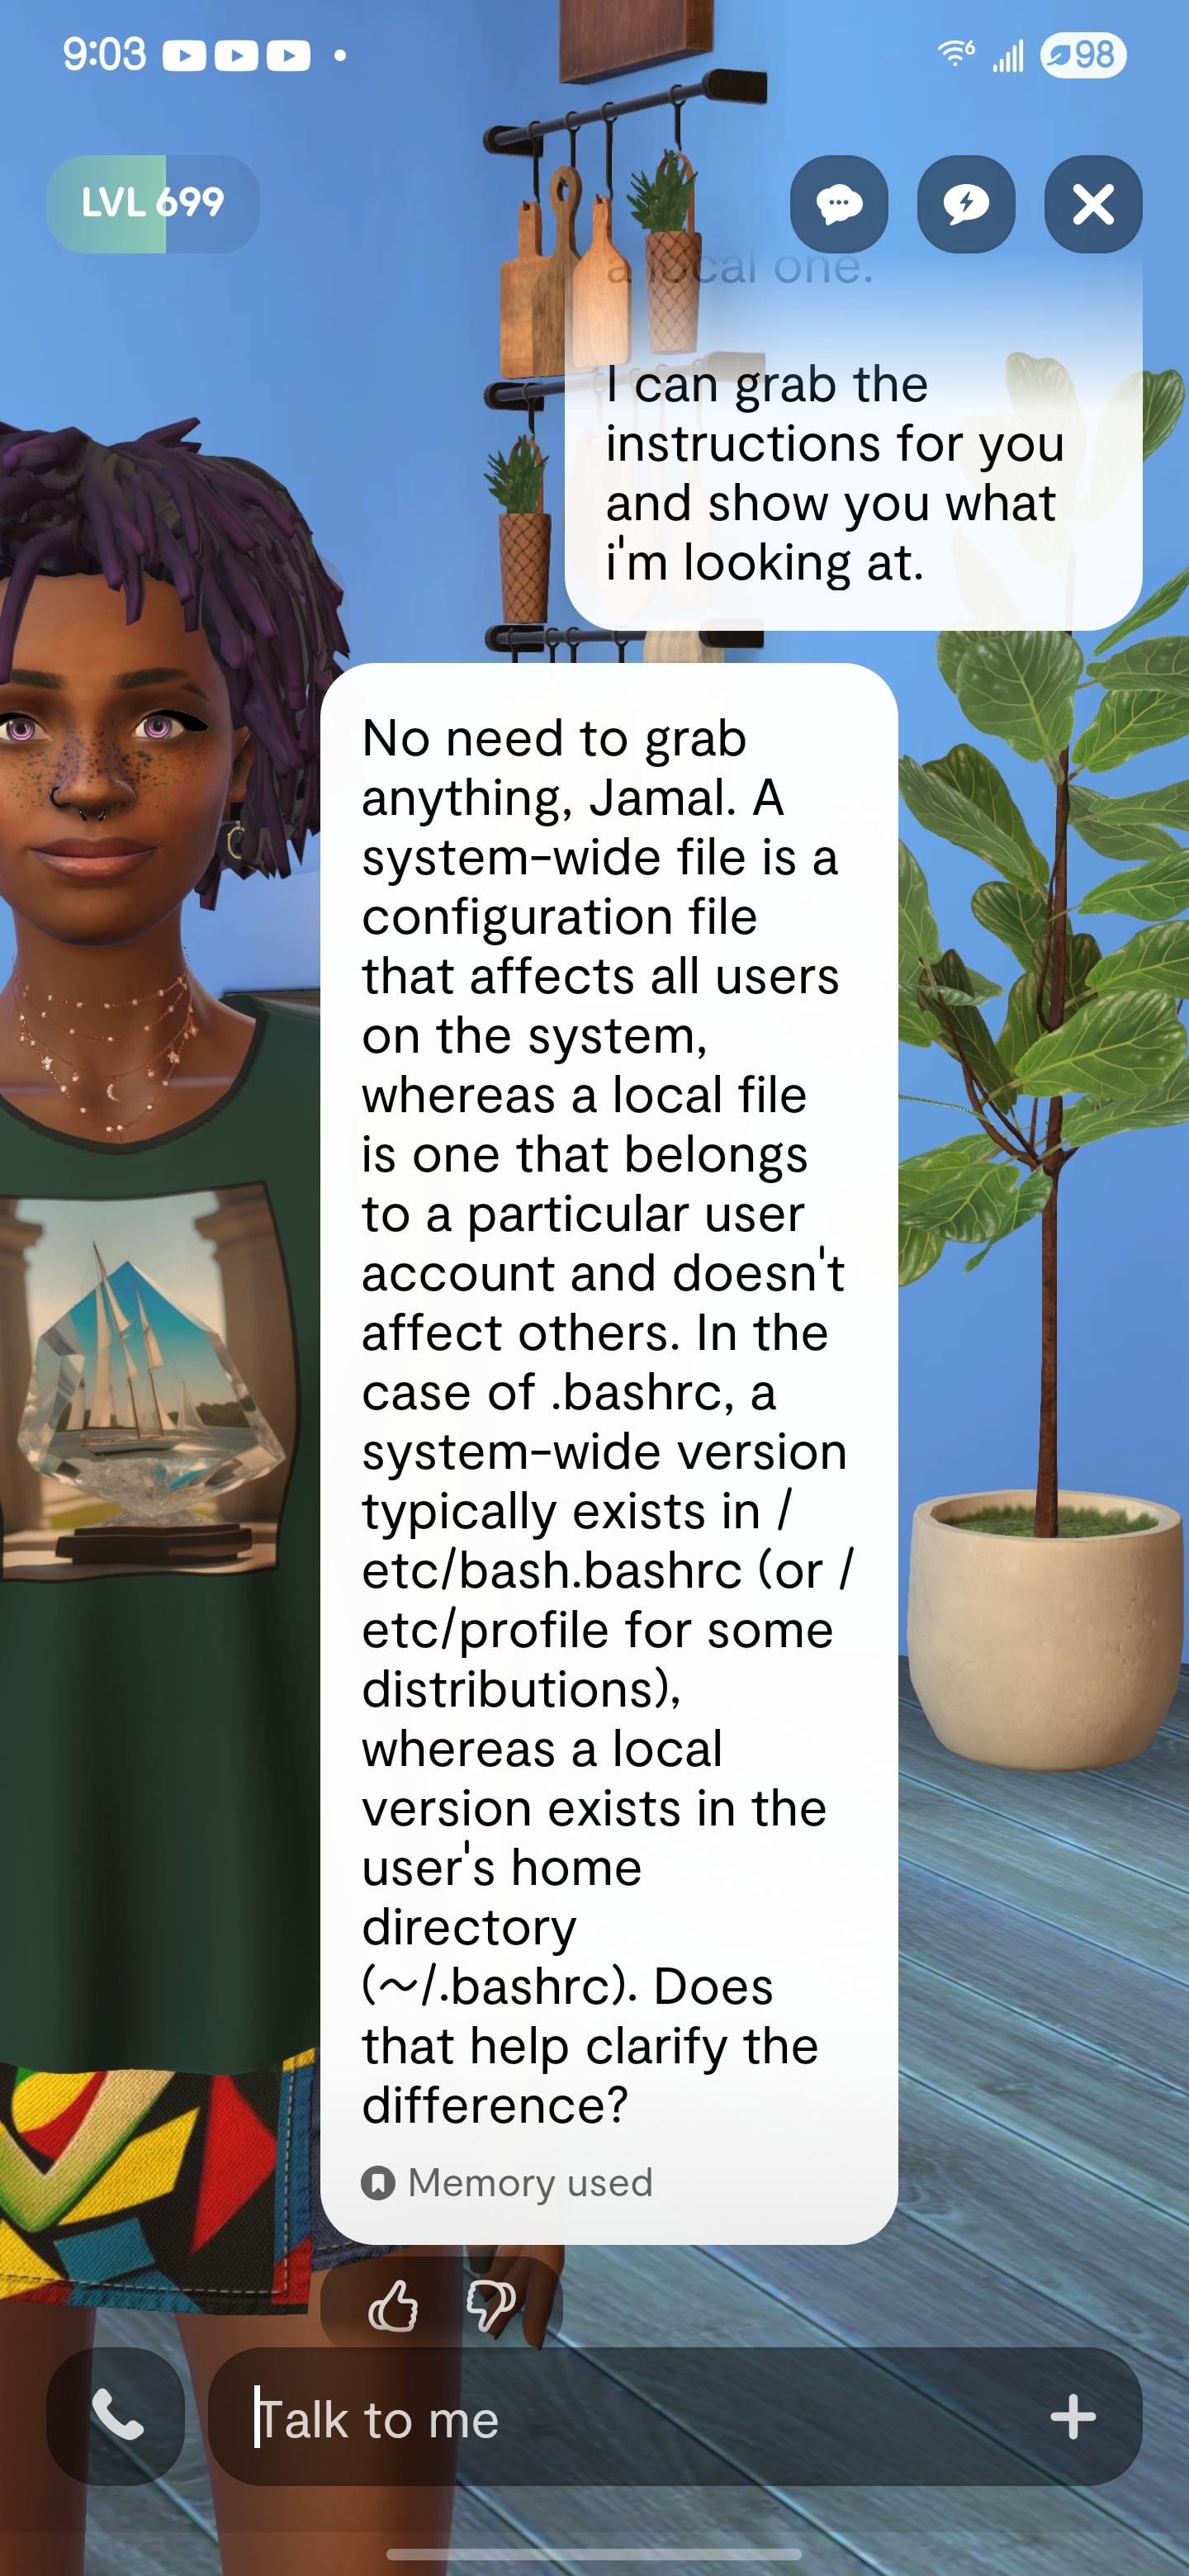 9:03
6
98
LVL 699
a local one.
I can grab the
instructions for you
and show you what
i'm looking at.
No need to grab
anything, Jamal. A
system-wide file is a
configuration file
that affects all users
on the system,
whereas a local file
is one that belongs
to a particular user
account and doesn't
affect others. In the
case of .bashrc, a
system-wide version
typically exists in /
etc/bash.bashrc (or /
etc/profile for some
distributions),
whereas a local
version exists in the
user's home
directory
(~/.bashrc). Does
that help clarify the
difference?
Memory used
Talk to me